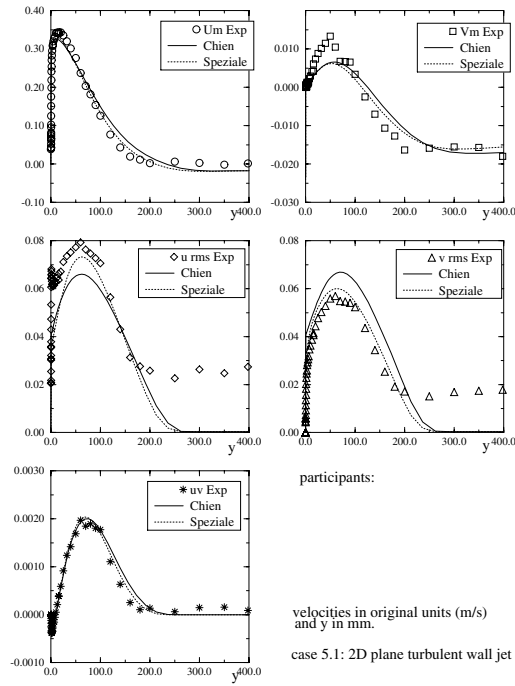 0.40
0.30
0.20
0.10
0.00
-0.10
0.0 100.0 200.0 300.0 400.0
y
Um Exp
Chien
Speziale
0.020
0.010
0.000
-0.010
-0.020
-0.030
0.0 100.0 200.0 300.0 400.0
y
Vm Exp
Chien
Speziale
0.08
0.06
0.04
0.02
0.00
0.0 100.0 200.0 300.0 400.0
y
u rms Exp
Chien
Speziale
0.08
0.06
0.04
0.02
0.00
0.0 100.0 200.0 300.0 400.0
y
v rms Exp
Chien
Speziale
0.0030
0.0020
0.0010
0.0000
-0.0010
0.0 100.0 200.0 300.0 400.0
y
uv Exp
Chien
Speziale
participants:
velocities in original units (m/s)
and y in mm.
case 5.1: 2D plane turbulent wall jet